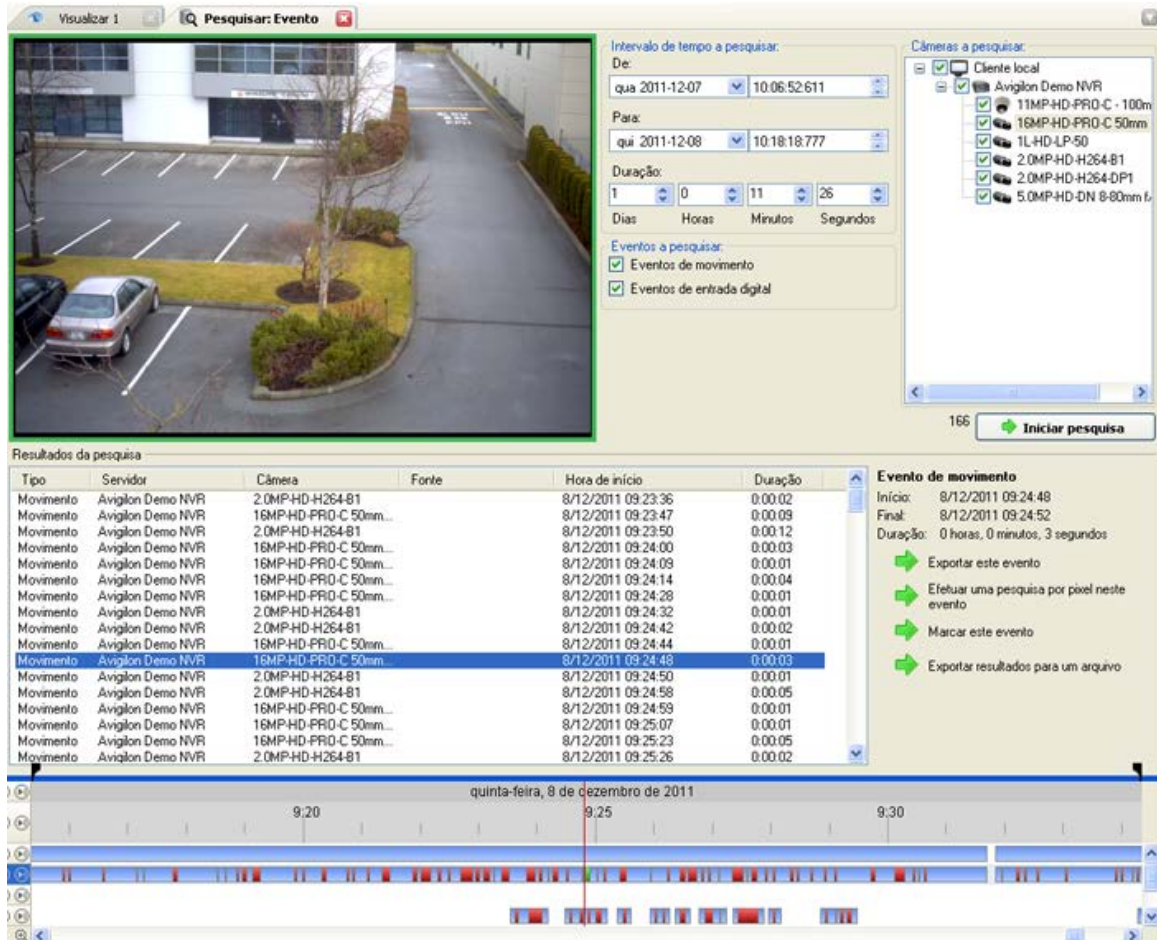 Visualizar 1
Pesquisar: Evento
Intervalo de tempo a pesquisar:
De:
qua 2011-12-07 10:06:52:611
Para:
qui 2011-12-08 10:18:18:777
Duração:
1 0 11 26
Dias Horas Minutos Segundos
Eventos a pesquisar:
Eventos de movimento
Eventos de entrada digital
Câmeras a pesquisar:
Cliente local
Avigilon Demo NVR
11MP-HD-PRO-C - 100m
16MP-HD-PRO-C 50mm
1L-HD-LP-50
2.0MP-HD-H264-B1
2.0MP-HD-H264-DP1
5.0MP-HD-DN 8-80mm f/
166 Iniciar pesquisa
Resultados da pesquisa
Tipo Servidor Câmera Fonte Hora de início Duração
Movimento Avigilon Demo NVR 2.0MP-HD-H264-B1 8/12/2011 09:23:36 0:00:02
Movimento Avigilon Demo NVR 16MP-HD-PRO-C 50mm... 8/12/2011 09:23:47 0:00:09
Movimento Avigilon Demo NVR 2.0MP-HD-H264-B1 8/12/2011 09:23:50 0:00:12
Movimento Avigilon Demo NVR 16MP-HD-PRO-C 50mm... 8/12/2011 09:24:00 0:00:03
Movimento Avigilon Demo NVR 16MP-HD-PRO-C 50mm... 8/12/2011 09:24:09 0:00:01
Movimento Avigilon Demo NVR 16MP-HD-PRO-C 50mm... 8/12/2011 09:24:14 0:00:04
Movimento Avigilon Demo NVR 16MP-HD-PRO-C 50mm... 8/12/2011 09:24:28 0:00:01
Movimento Avigilon Demo NVR 2.0MP-HD-H264-B1 8/12/2011 09:24:32 0:00:01
Movimento Avigilon Demo NVR 2.0MP-HD-H264-B1 8/12/2011 09:24:42 0:00:02
Movimento Avigilon Demo NVR 16MP-HD-PRO-C 50mm... 8/12/2011 09:24:44 0:00:01
Movimento Avigilon Demo NVR 16MP-HD-PRO-C 50mm... 8/12/2011 09:24:48 0:00:03
Movimento Avigilon Demo NVR 2.0MP-HD-H264-B1 8/12/2011 09:24:50 0:00:01
Movimento Avigilon Demo NVR 2.0MP-HD-H264-B1 8/12/2011 09:24:58 0:00:05
Movimento Avigilon Demo NVR 16MP-HD-PRO-C 50mm... 8/12/2011 09:24:59 0:00:01
Movimento Avigilon Demo NVR 16MP-HD-PRO-C 50mm... 8/12/2011 09:25:07 0:00:01
Movimento Avigilon Demo NVR 16MP-HD-PRO-C 50mm... 8/12/2011 09:25:23 0:00:05
Movimento Avigilon Demo NVR 2.0MP-HD-H264-B1 8/12/2011 09:25:26 0:00:02
Evento de movimento
Início: 8/12/2011 09:24:48
Final: 8/12/2011 09:24:52
Duração: 0 horas, 0 minutos, 3 segundos
Exportar este evento
Efetuar uma pesquisa por pixel neste
evento
Marcar este evento
Exportar resultados para um arquivo
quinta-feira, 8 de dezembro de 2011
9:20 9:25 9:30